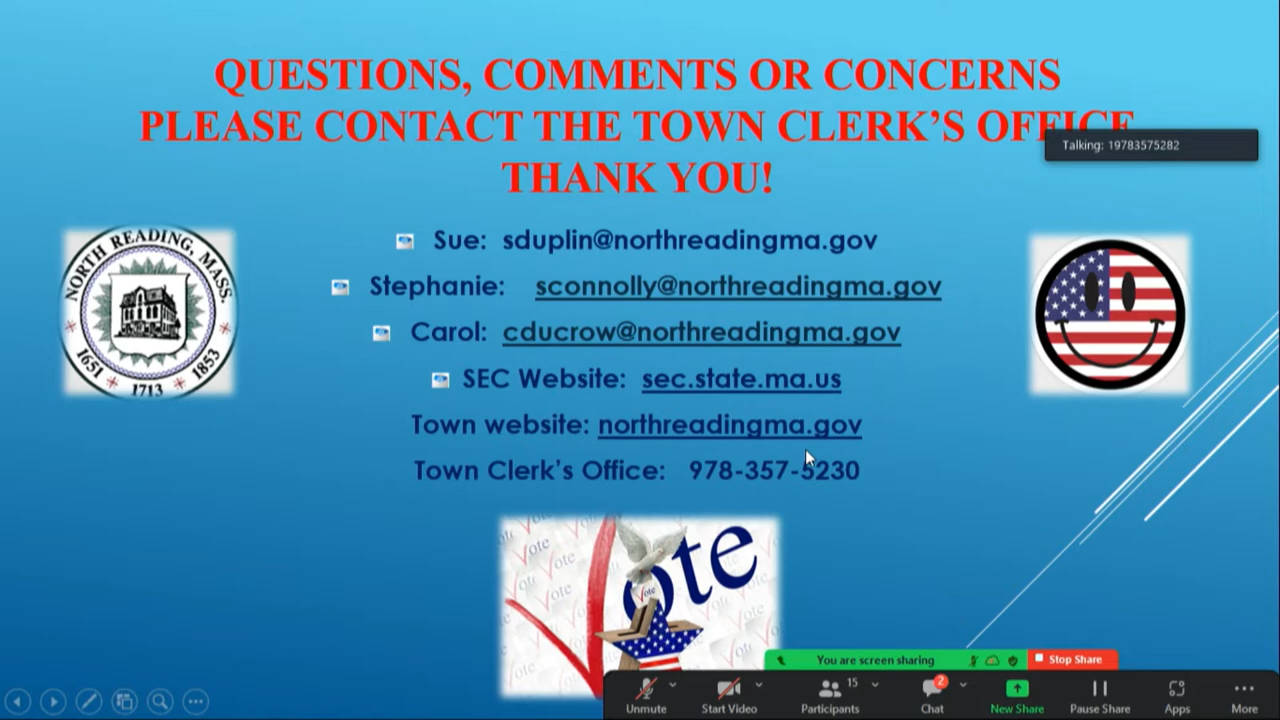 QUESTIONS, COMMENTS OR CONCERNS
PLEASE CONTACT THE TOWN CLERK'S OFFICE
THANK YOU!
Talking: 19783575282
Sue: sduplin@northreadingma.gov
Stephanie: sconnolly@northreadingma.gov
Carol: cducrow@northreadingma.gov
SEC Website: sec.state.ma.us
Town website: northreadingma.gov
Town Clerk's Office: 978-357-5230
NORTH READING, MASS.
1651 1713 1853
Vote
You are screen sharing
Stop Share
Unmute
Start Video
Participants 15
Chat 2
New Share
Pause Share
Apps
More